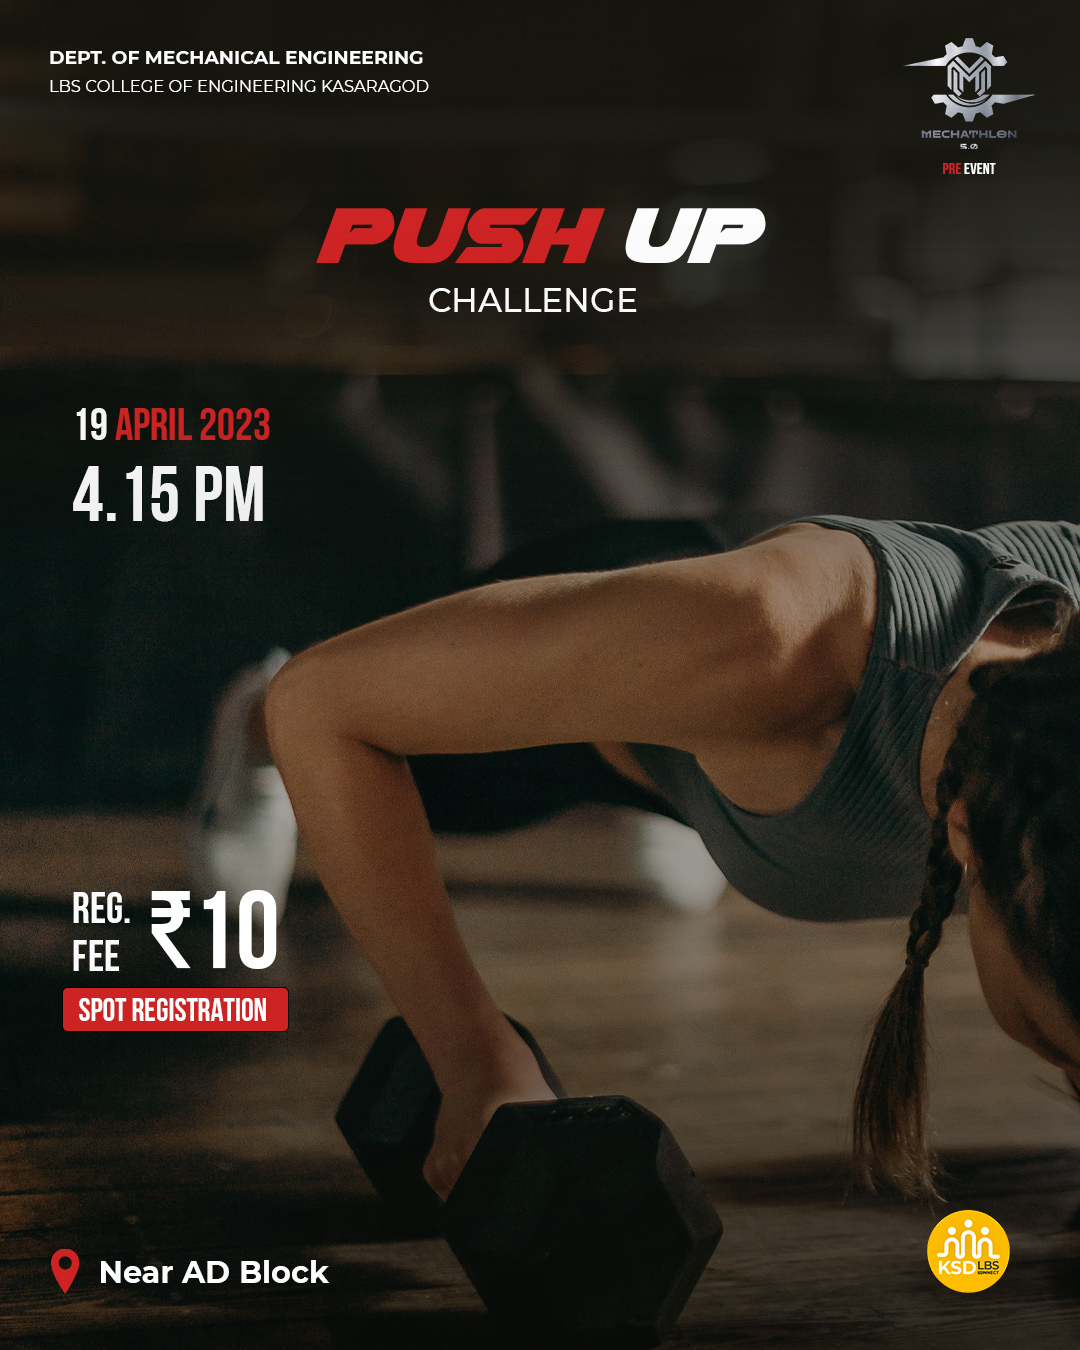 DEPT. OF MECHANICAL ENGINEERING
LBS COLLEGE OF ENGINEERING KASARAGOD
MECHATHLON
5.0
PRE EVENT
PUSH UP
CHALLENGE
19 APRIL 2023
4.15 PM
REG.
FEE
₹10
SPOT REGISTRATION
Near AD Block
KSD LBS
KONNECT